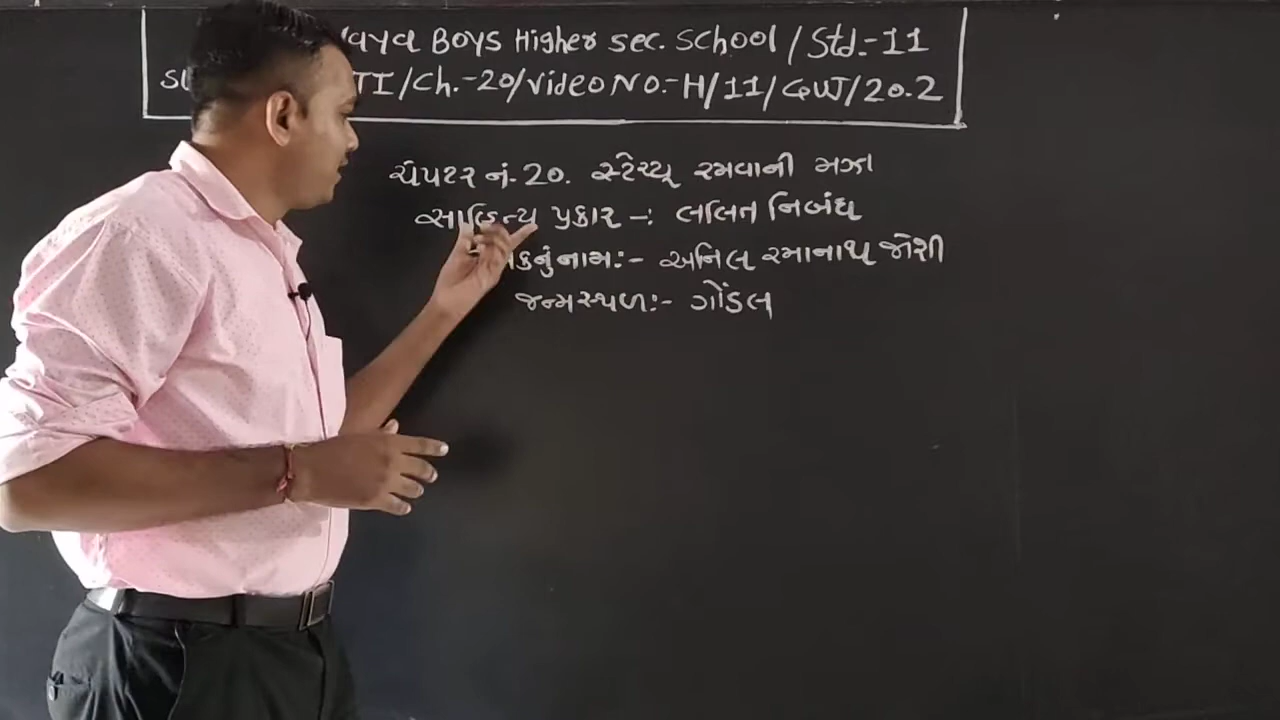 Boys Higher sec. School / Std.-11
/Ch.-20/Video No.-H/11/GUJ/20.2
ચેપટર નં.20. સ્ટેચ્યૂ રમવાની મઝા
સાહિત્ય પ્રકાર -: લલિત નિબંધ
અનિલ રમાનાથ જોશી
જન્મસ્થળ:- ગોંડલ